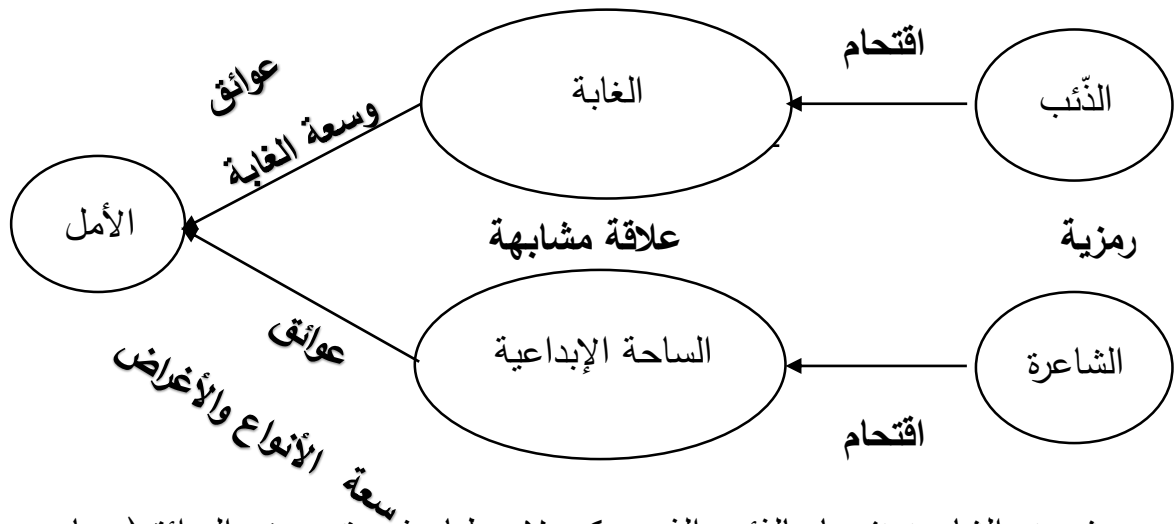 اقتحام
الذّئب
الغابة
عوائق
وسعة الغابة
الأمل
رمزية
علاقة مشابهة
الشاعرة
الساحة الإبداعية
عوائق
سعة الأنواع والأغراض
اقتحام